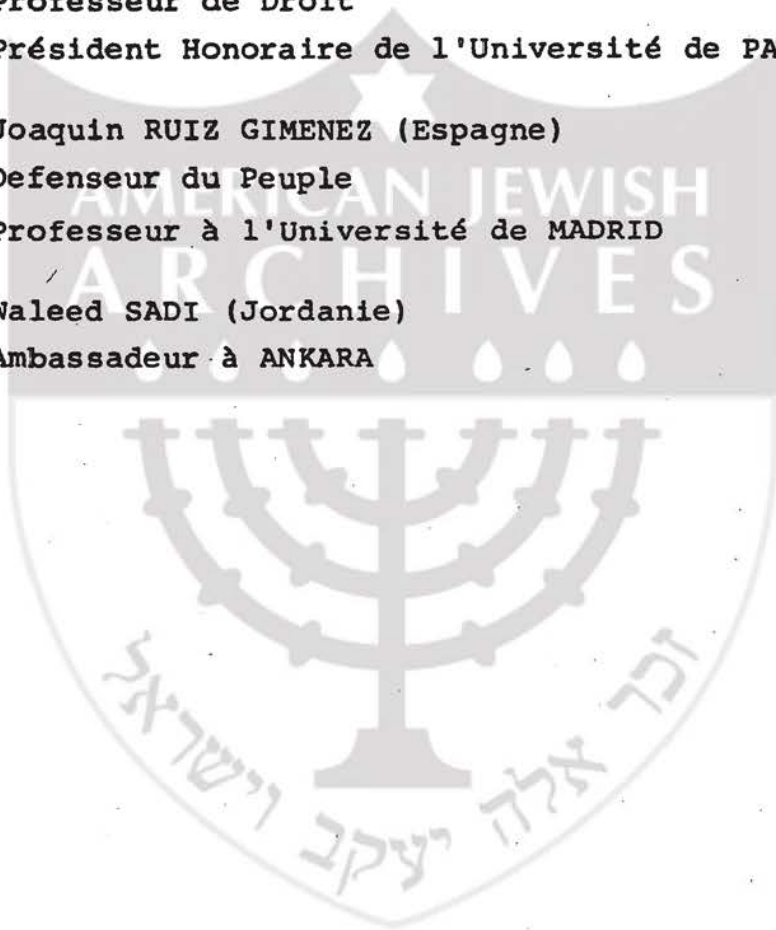 Professeur de Droit
Président Honoraire de l'Université de PA
Joaquin RUIZ GIMENEZ (Espagne)
Defenseur du Peuple
Professeur à l'Université de MADRID
Waleed SADI (Jordanie)
Ambassadeur à ANKARA
AMERICAN JEWISH
ARCHIVES
זכר אלה יעקב וישראל